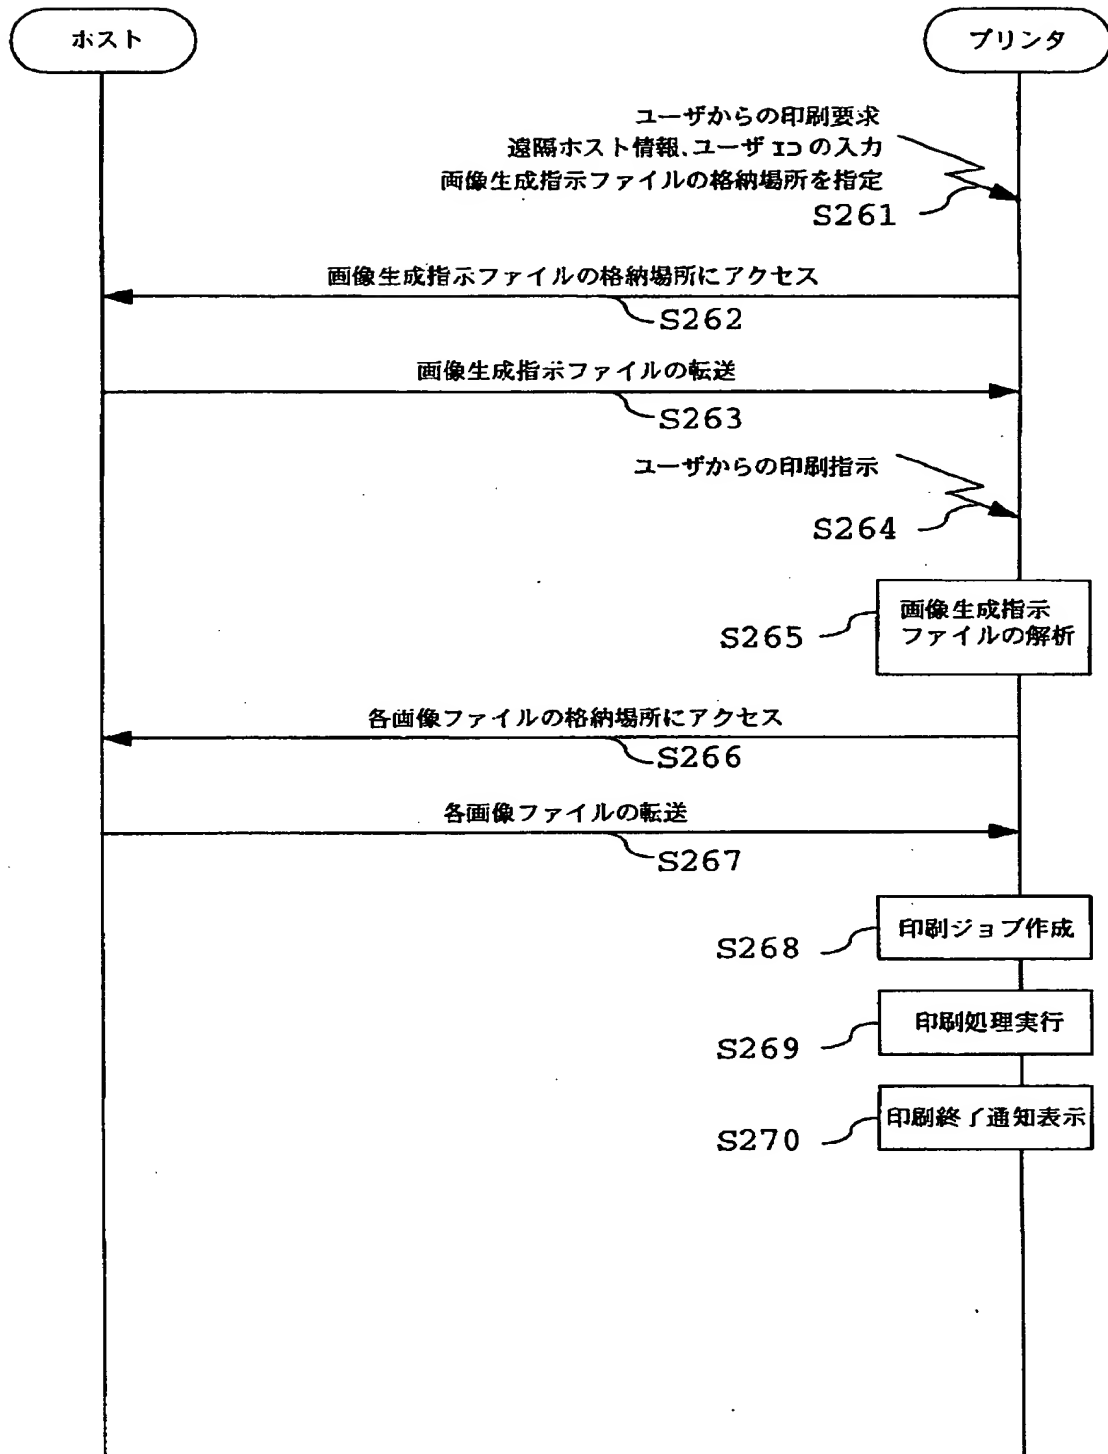 ホスト
プリンタ
ユーザからの印刷要求
遠隔ホスト情報、ユーザIDの入力
画像生成指示ファイルの格納場所を指定
S261
画像生成指示ファイルの格納場所にアクセス
S262
画像生成指示ファイルの転送
S263
ユーザからの印刷指示
S264
画像生成指示
ファイルの解析
S265
各画像ファイルの格納場所にアクセス
S266
各画像ファイルの転送
S267
印刷ジョブ作成
S268
印刷処理実行
S269
印刷終了通知表示
S270